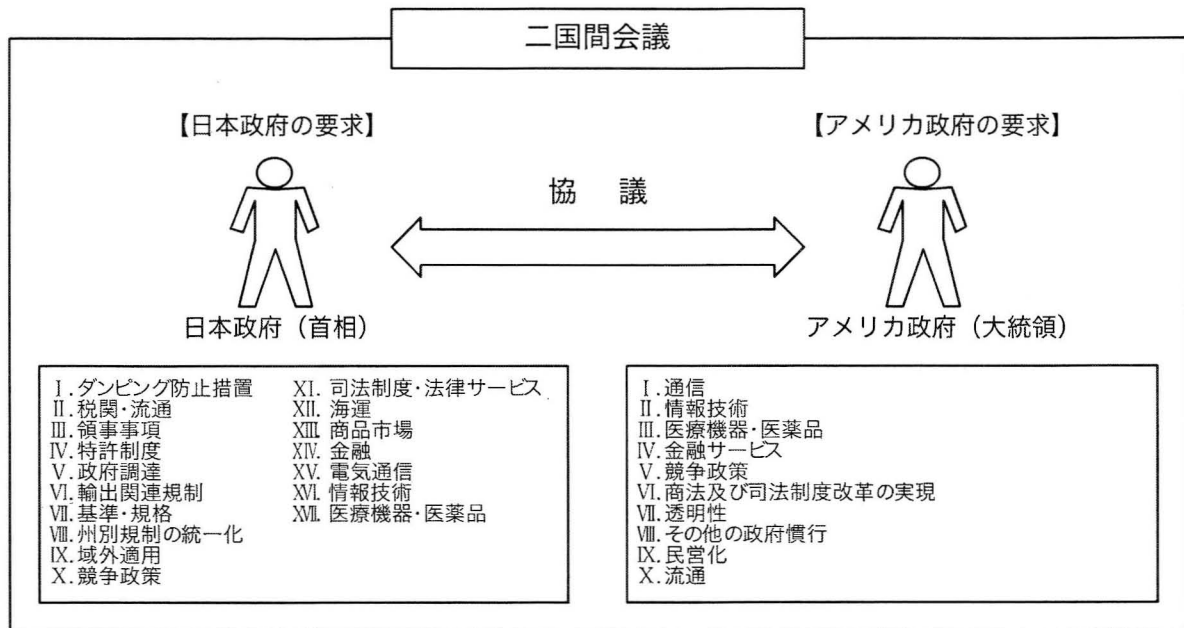 二国間会議
【日本政府の要求】
【アメリカ政府の要求】
協　議
日本政府（首相）
アメリカ政府（大統領）
Ⅰ.ダンピング防止措置
Ⅱ.税関・流通
Ⅲ.領事事項
Ⅳ.特許制度
Ⅴ.政府調達
Ⅵ.輸出関連規制
Ⅶ.基準・規格
Ⅷ.州別規制の統一化
Ⅸ.域外適用
Ⅹ.競争政策
Ⅺ.司法制度・法律サービス
Ⅻ.海運
XIII.商品市場
XIV.金融
XV.電気通信
XVI.情報技術
XVII.医療機器・医薬品
Ⅰ.通信
Ⅱ.情報技術
Ⅲ.医療機器・医薬品
Ⅳ.金融サービス
Ⅴ.競争政策
Ⅵ.商法及び司法制度改革の実現
Ⅶ.透明性
Ⅷ.その他の政府慣行
Ⅸ.民営化
Ⅹ.流通